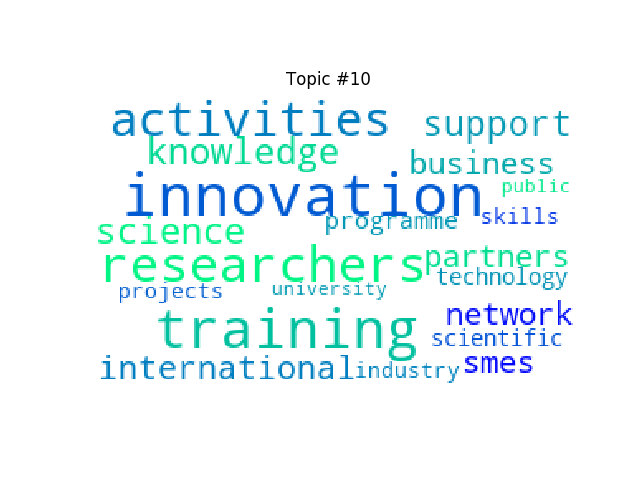 Topic #10
activities support
knowledge business
innovation public
programme skills
science
researchers partners
technology
projects university
training network
scientific
international industry smes